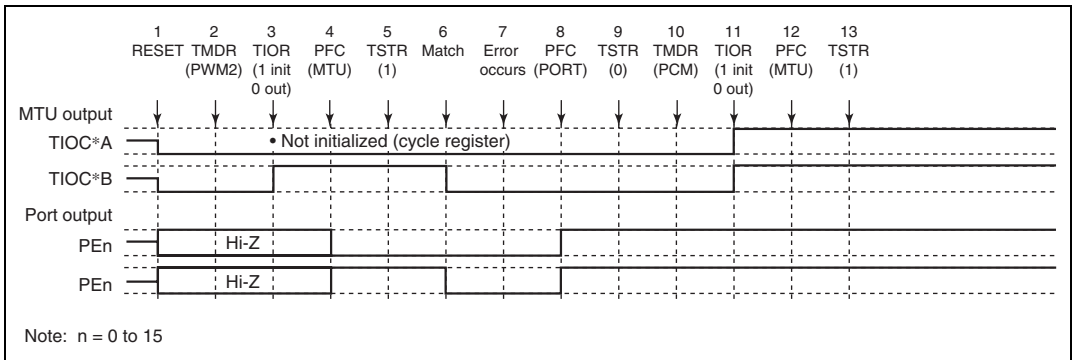 1 2 3 4 5 6 7 8 9 10 11 12 13
RESET TMDR TIOR PFC TSTR Match Error PFC TSTR TMDR TIOR PFC TSTR
(PWM2) (1 init (MTU) (1) occurs (PORT) (0) (PCM) (1 init (MTU) (1)
0 out) 0 out)
MTU output
TIOC*A • Not initialized (cycle register)
TIOC*B
Port output
PEn Hi-Z
PEn Hi-Z
Note: n = 0 to 15